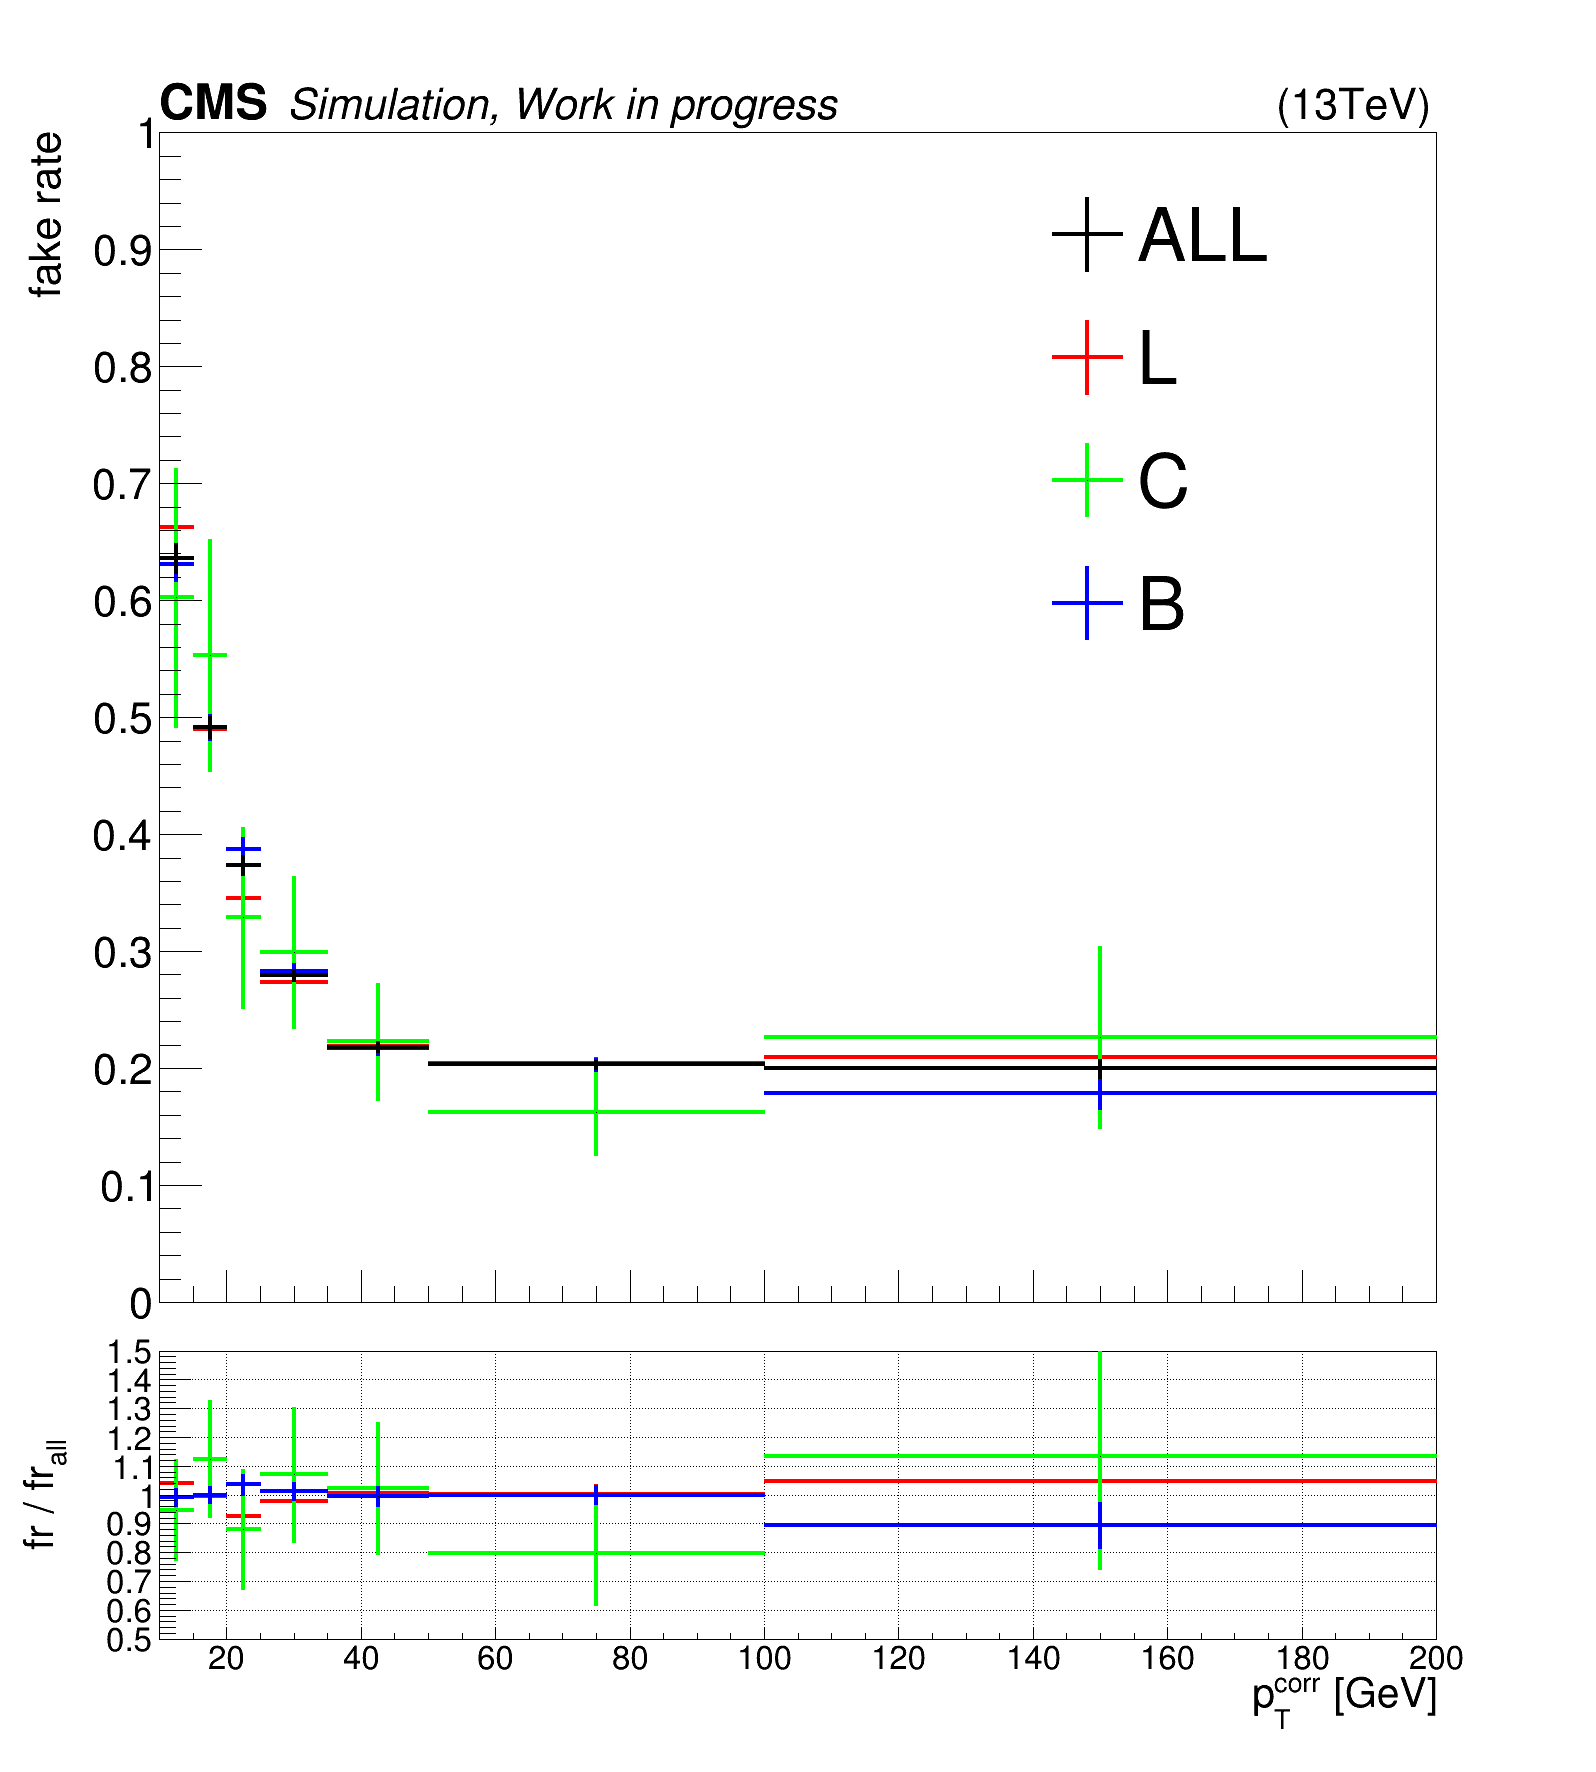 CMS Simulation, Work in progress (13TeV)
fake rate
1
0.9
0.8
0.7
0.6
0.5
0.4
0.3
0.2
0.1
0
ALL
L
C
B
fr / fr_all
1.5
1.4
1.3
1.2
1.1
1
0.9
0.8
0.7
0.6
0.5
20 40 60 80 100 120 140 160 180 200
p_T^corr [GeV]